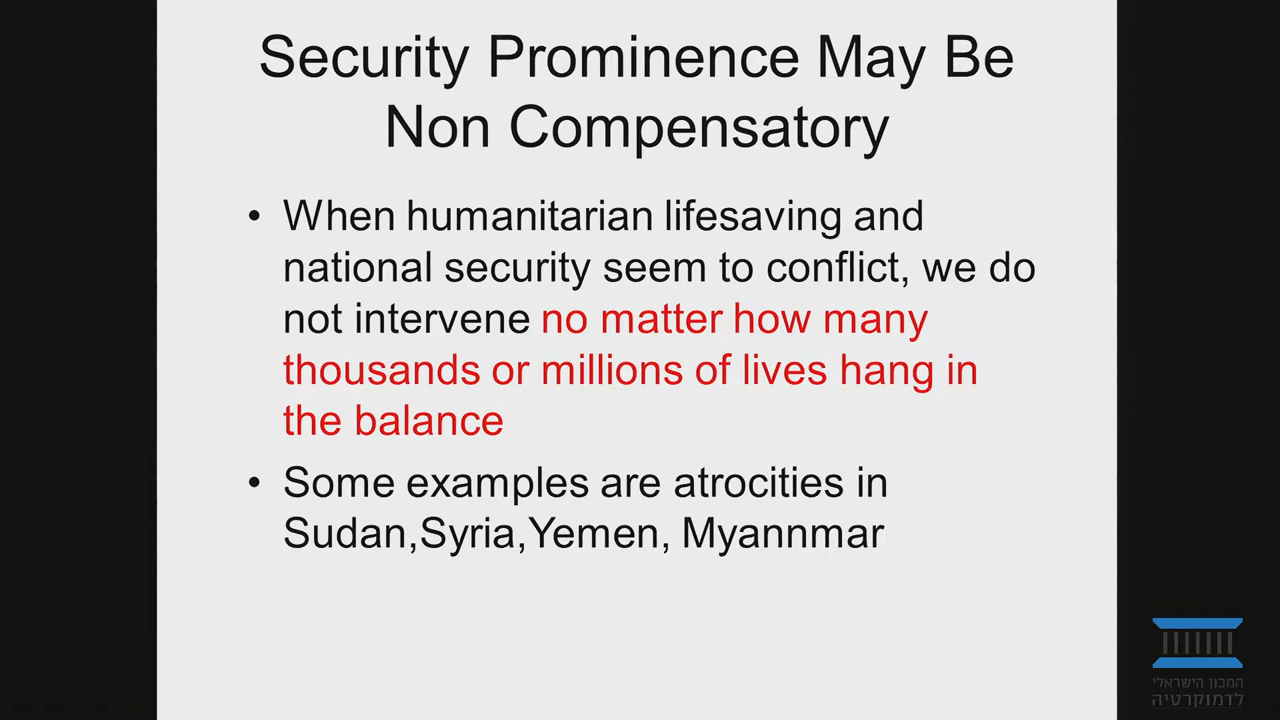 Security Prominence May Be
Non Compensatory
• When humanitarian lifesaving and
national security seem to conflict, we do
not intervene no matter how many
thousands or millions of lives hang in
the balance
• Some examples are atrocities in
Sudan,Syria,Yemen, Myannmar
המכון הישראלי
לדמוקרטיה